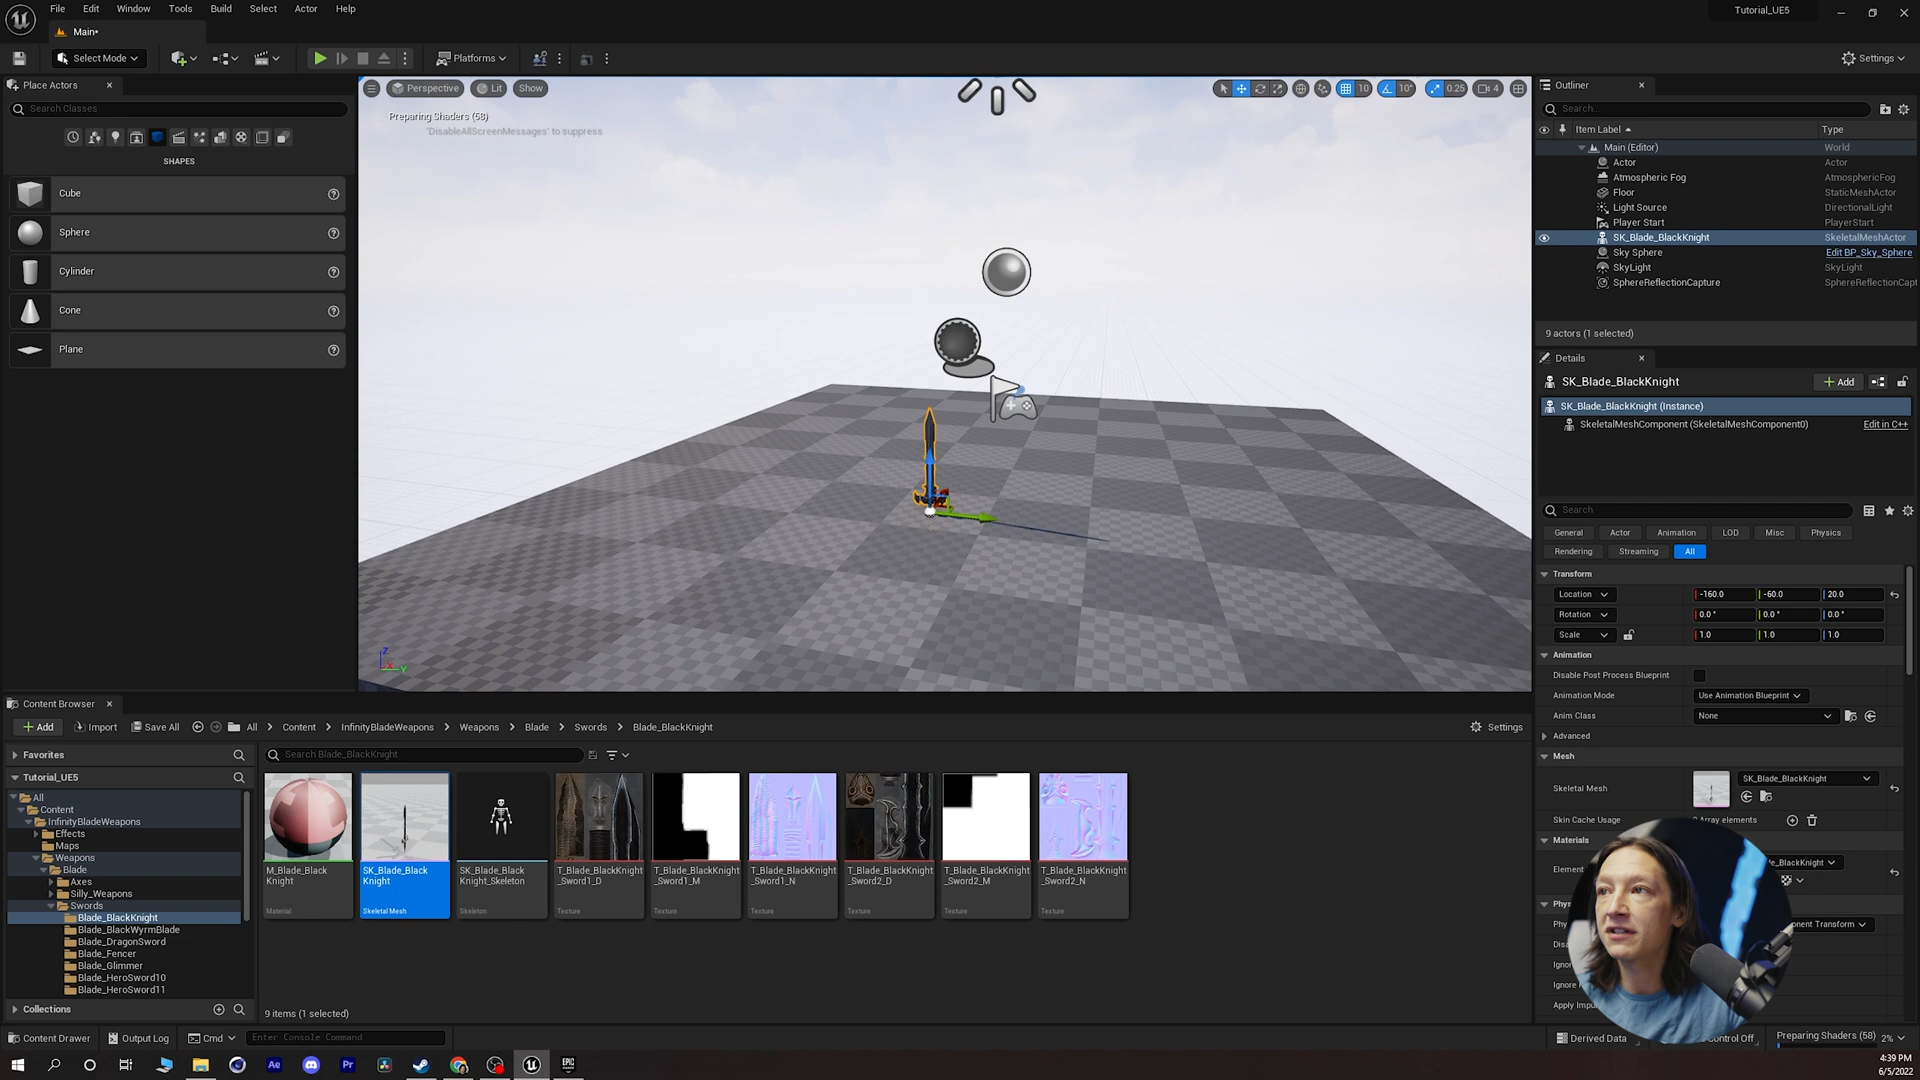 File Edit Window Tools Build Select Actor Help
Tutorial_UE5
Main•
Select Mode
Platforms
Settings
Place Actors
Search Classes
SHAPES
Cube
Sphere
Cylinder
Cone
Plane
Perspective Lit Show
10 10° 0.25 4
Preparing Shaders (58)
'DisableAllScreenMessages' to suppress
Z
Y
Outliner
Search...
Item Label Type
Main (Editor) World
Actor Actor
Atmospheric Fog AtmosphericFog
Floor StaticMeshActor
Light Source DirectionalLight
Player Start PlayerStart
SK_Blade_BlackKnight SkeletalMeshActor
Sky Sphere Edit BP_Sky_Sphere
SkyLight SkyLight
SphereReflectionCapture SphereReflectionCapt
9 actors (1 selected)
Details
SK_Blade_BlackKnight
Add
SK_Blade_BlackKnight (Instance)
SkeletalMeshComponent (SkeletalMeshComponent0) Edit in C++
Search
General Actor Animation LOD Misc Physics
Rendering Streaming All
Transform
Location -160.0 -60.0 20.0
Rotation 0.0 ° 0.0 ° 0.0 °
Scale 1.0 1.0 1.0
Animation
Disable Post Process Blueprint
Animation Mode Use Animation Blueprint
Anim Class None
Advanced
Mesh
Skeletal Mesh SK_Blade_BlackKnight
Skin Cache Usage Array elements
Materials
Element le_BlackKnight
Phys
Phy onent Transform
Disa
Ignor
Ignore
Apply Impu
Content Browser
Add Import Save All All Content InfinityBladeWeapons Weapons Blade Swords Blade_BlackKnight Settings
Favorites
Tutorial_UE5
All
Content
InfinityBladeWeapons
Effects
Maps
Weapons
Blade
Axes
Silly_Weapons
Swords
Blade_BlackKnight
Blade_BlackWyrmBlade
Blade_DragonSword
Blade_Fencer
Blade_Glimmer
Blade_HeroSword10
Blade_HeroSword11
Collections
Search Blade_BlackKnight
M_Blade_Black
Knight
Material
SK_Blade_Black
Knight
Skeletal Mesh
SK_Blade_Black
Knight_Skeleton
Skeleton
T_Blade_BlackKnight
_Sword1_D
Texture
T_Blade_BlackKnight
_Sword1_M
Texture
T_Blade_BlackKnight
_Sword1_N
Texture
T_Blade_BlackKnight
_Sword2_D
Texture
T_Blade_BlackKnight
_Sword2_M
Texture
T_Blade_BlackKnight
_Sword2_N
Texture
9 items (1 selected)
Content Drawer Output Log Cmd Enter Console Command
Derived Data Control Off Preparing Shaders (58) 2%
Ae Pr EPIC
4:39 PM
6/5/2022